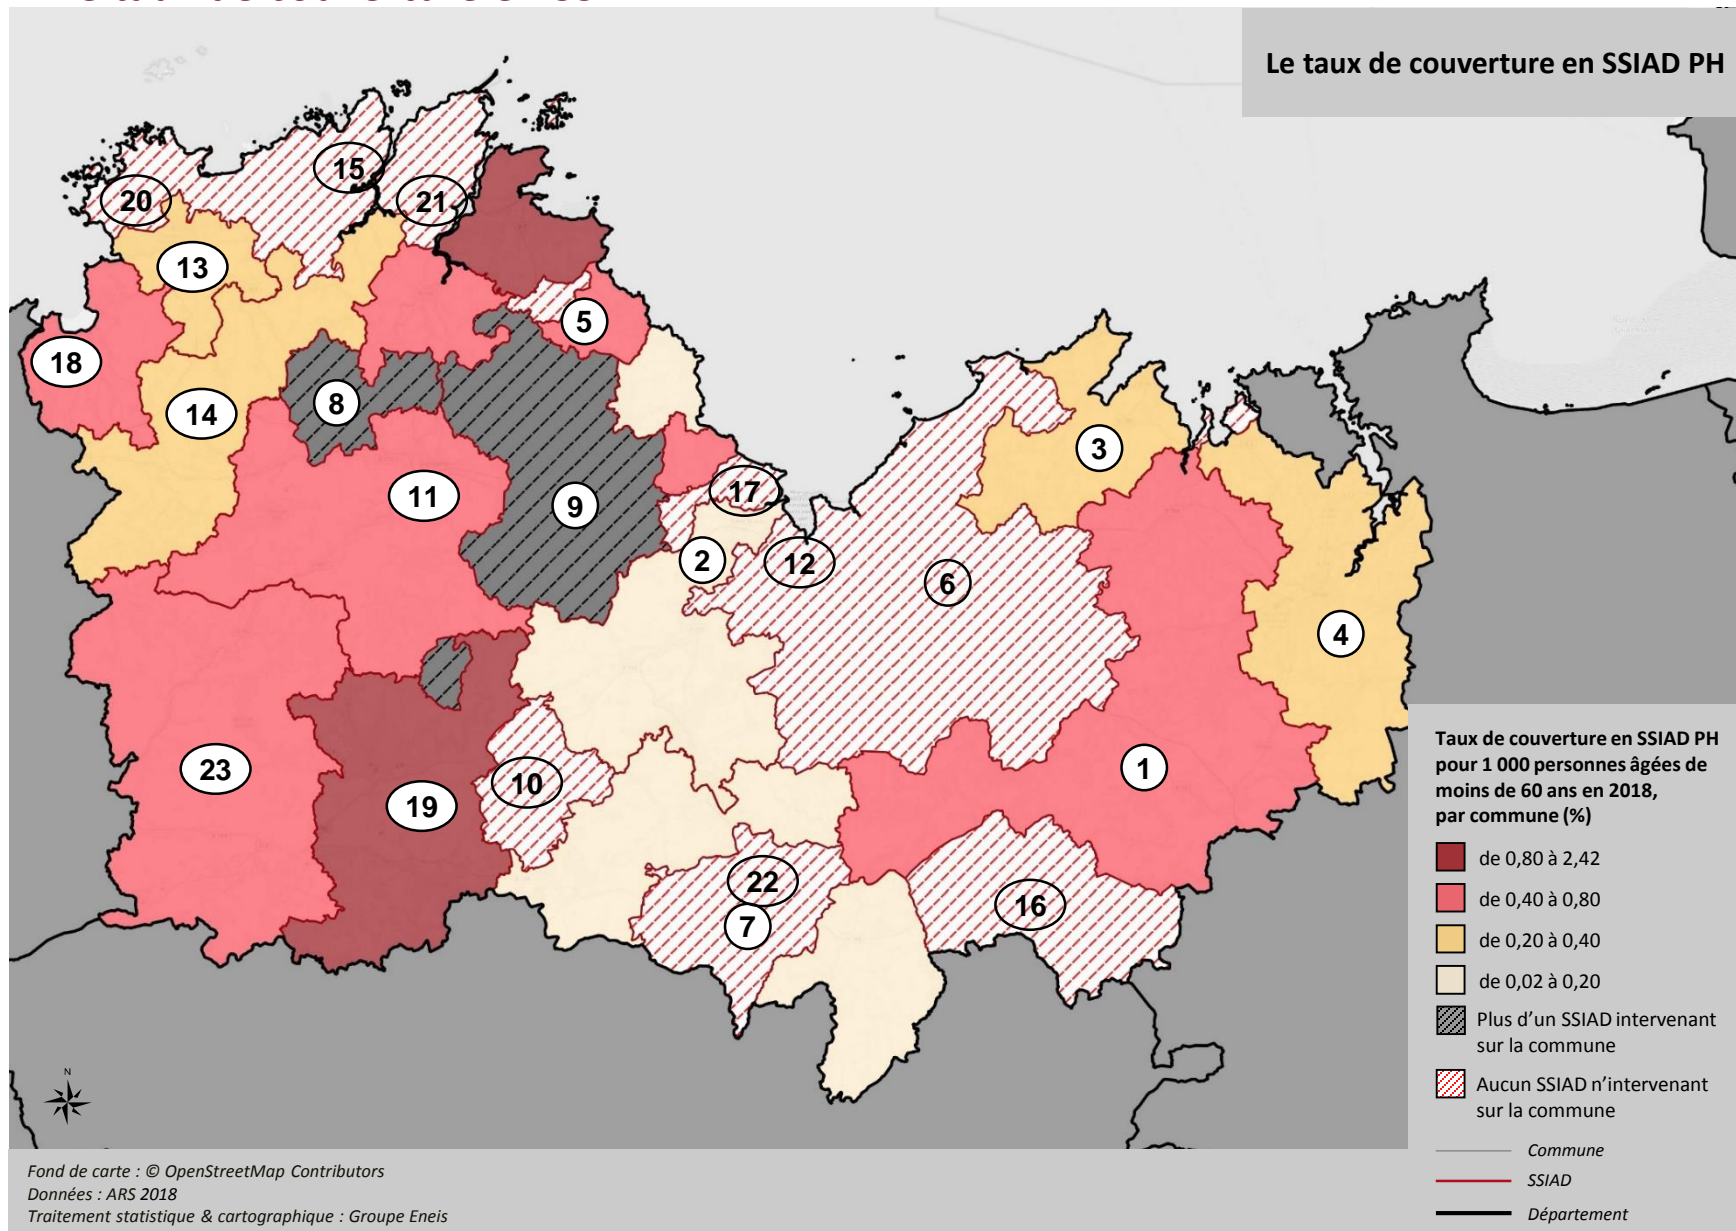 Le taux de couverture en SSIAD PH
15
20
21
13
5
18
8
14
3
11
17
9
2
12
6
4
23
10
19
1
22
16
7
N
Taux de couverture en SSIAD PH
pour 1 000 personnes âgées de
moins de 60 ans en 2018,
par commune (%)
de 0,80 à 2,42
de 0,40 à 0,80
de 0,20 à 0,40
de 0,02 à 0,20
Plus d’un SSIAD intervenant
sur la commune
Aucun SSIAD n’intervenant
sur la commune
Commune
SSIAD
Département
Fond de carte : © OpenStreetMap Contributors
Données : ARS 2018
Traitement statistique & cartographique : Groupe Eneis